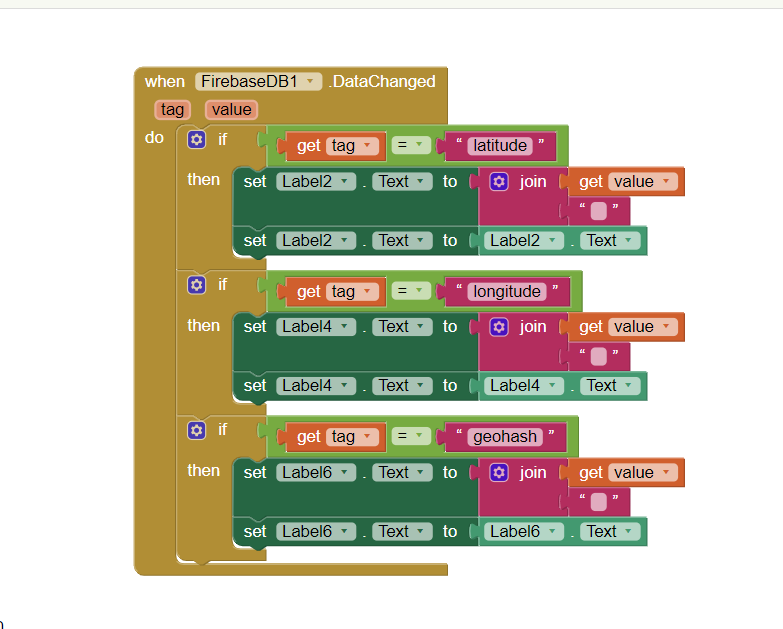 when FirebaseDB1 .DataChanged
tag value
do if get tag = " latitude "
then set Label2 . Text to join get value
" "
set Label2 . Text to Label2 . Text
if get tag = " longitude "
then set Label4 . Text to join get value
" "
set Label4 . Text to Label4 . Text
if get tag = " geohash "
then set Label6 . Text to join get value
" "
set Label6 . Text to Label6 . Text